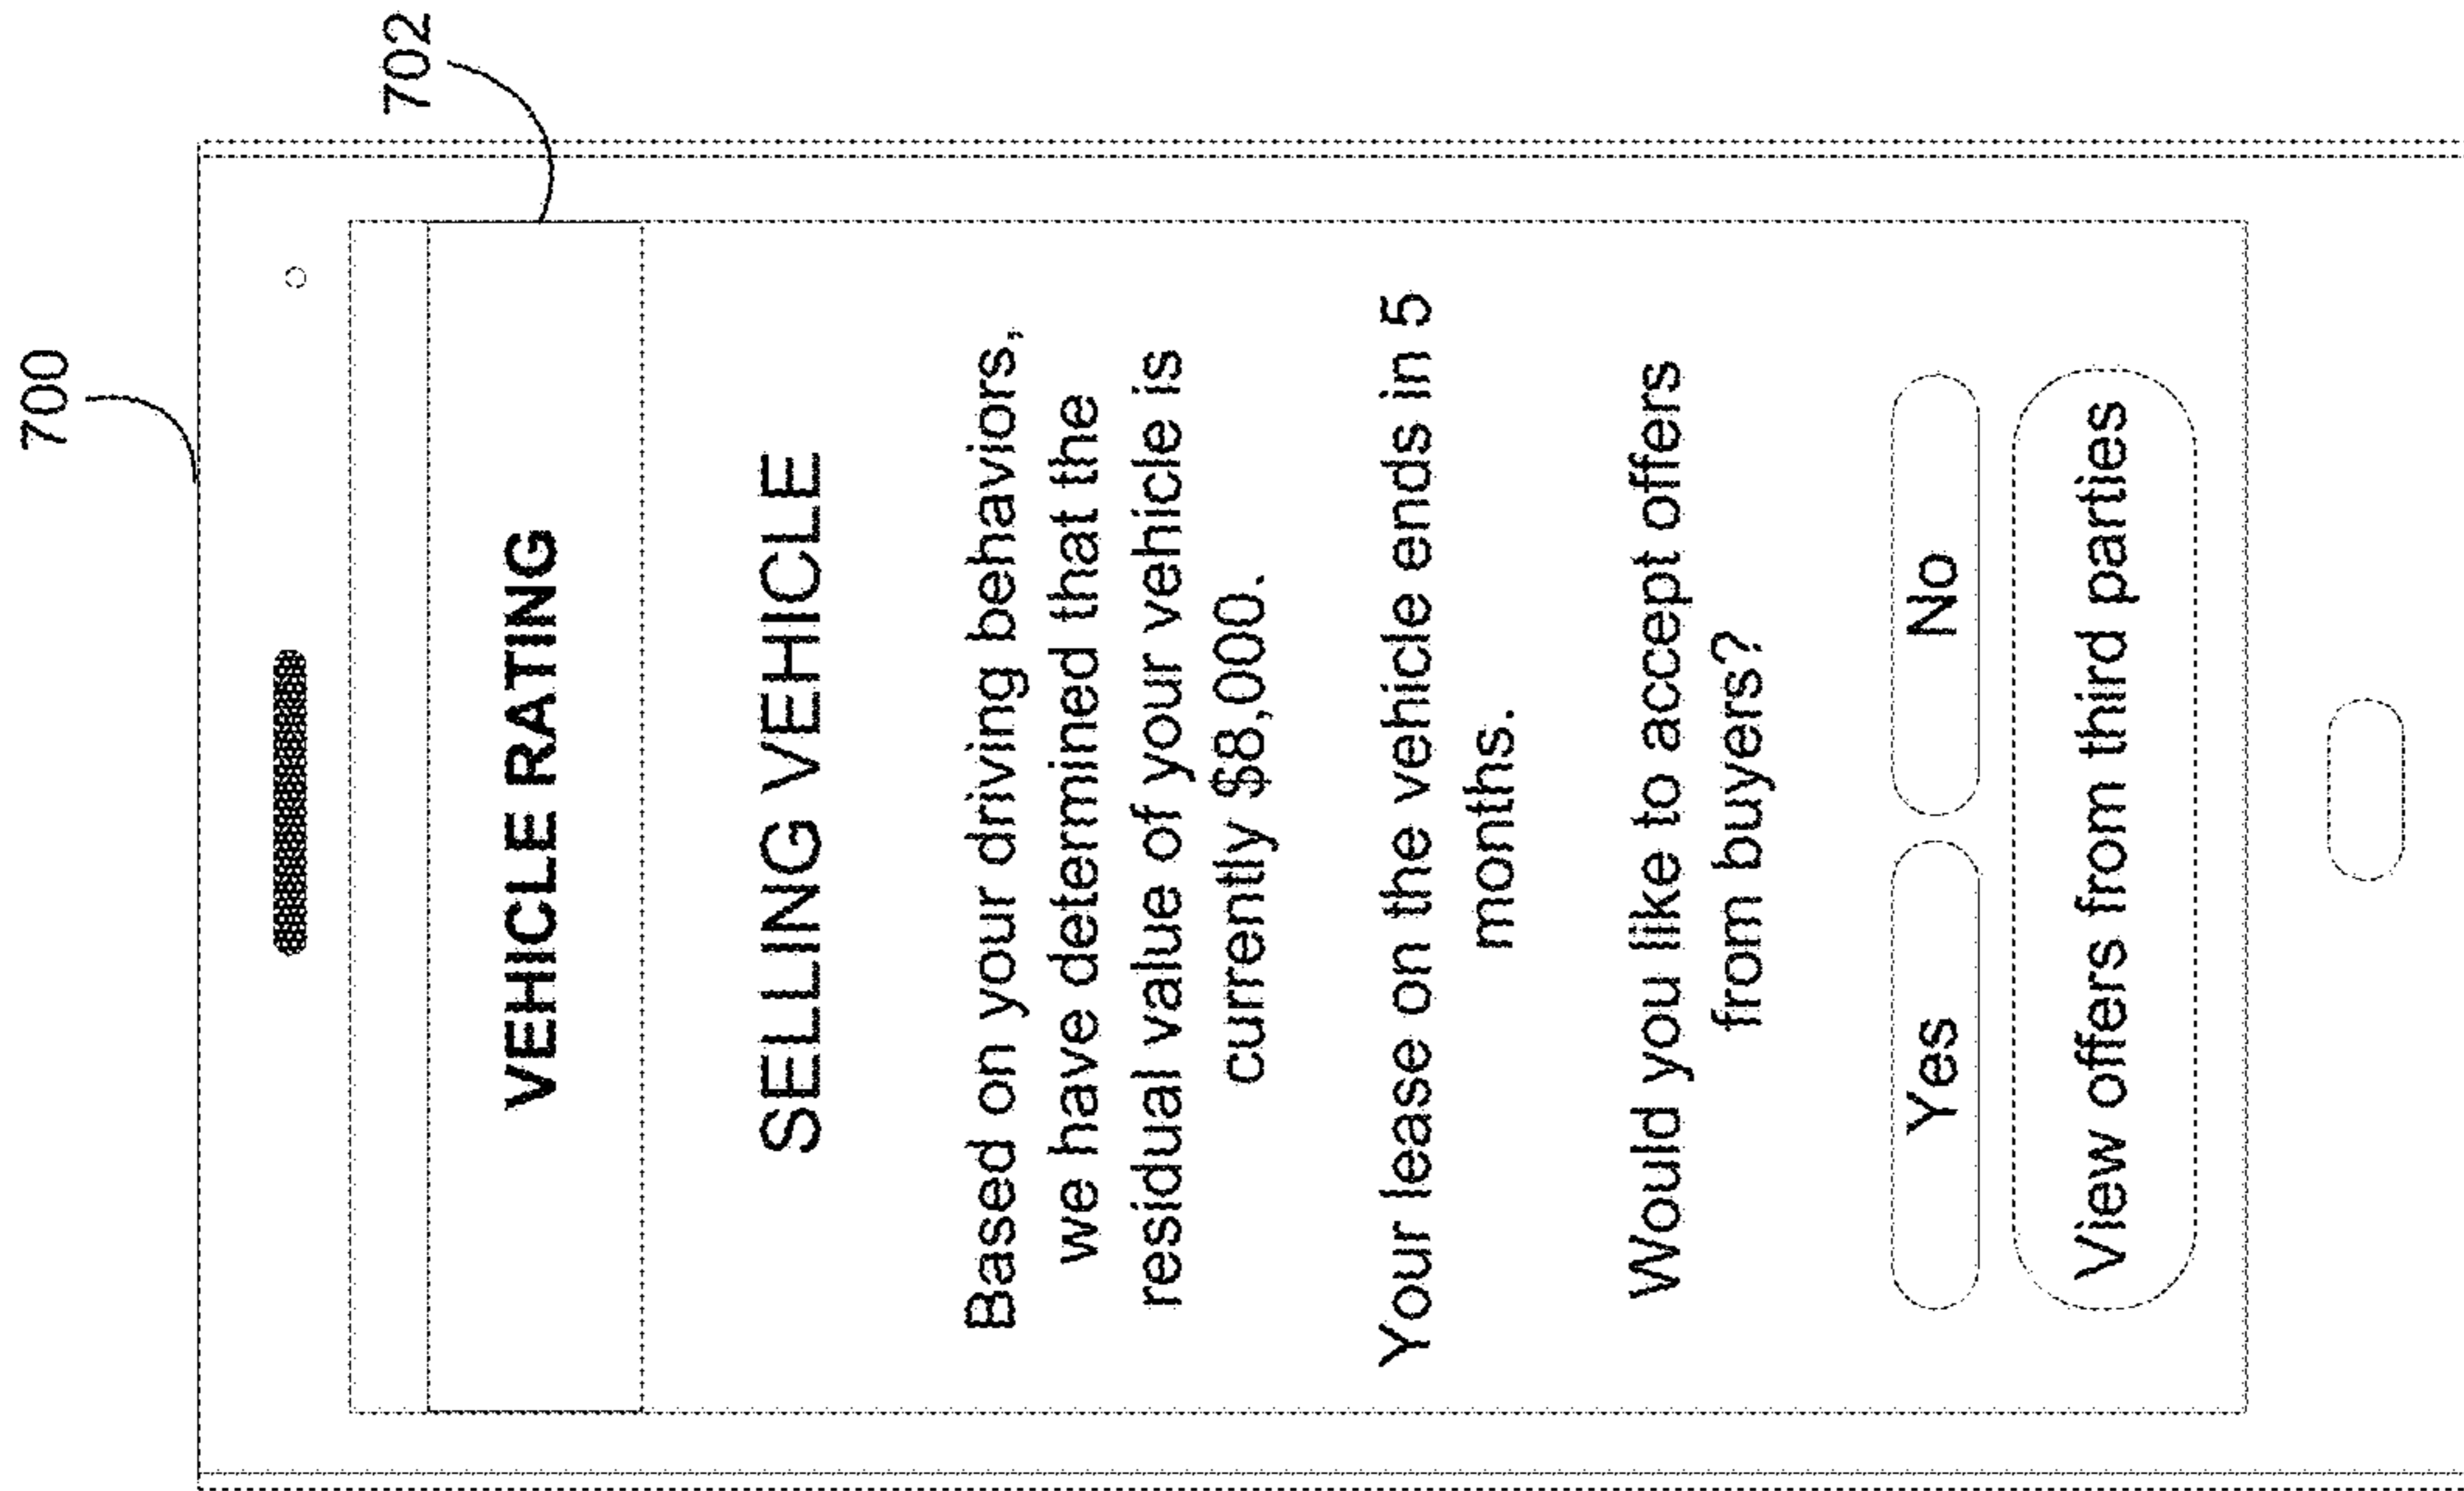 700
702
VEHICLE RATING
SELLING VEHICLE
Based on your driving behaviors,
we have determined that the
residual value of your vehicle is
currently $8,000.
Your lease on the vehicle ends in 5
months.
Would you like to accept offers
from buyers?
Yes No
View offers from third parties